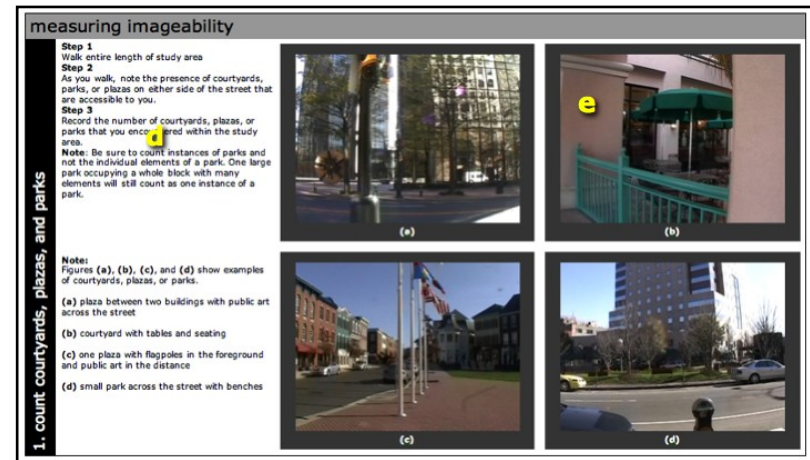 measuring imageability
1. count courtyards, plazas, and parks
Step 1
Walk entire length of study area
Step 2
As you walk, note the presence of courtyards,
parks, or plazas on either side of the street that
are accessible to you.
Step 3
Record the number of courtyards, plazas, or
parks that you encountered within the study
area.
Note: Be sure to count instances of parks and
not the individual elements of a park. One large
park occupying a whole block with many
elements will still count as one instance of a
park.
d
Note:
Figures (a), (b), (c), and (d) show examples
of courtyards, plazas, or parks.
(a) plaza between two buildings with public art
across the street
(b) courtyard with tables and seating
(c) one plaza with flagpoles in the foreground
and public art in the distance
(d) small park across the street with benches
(a)
e
(b)
(c)
(d)